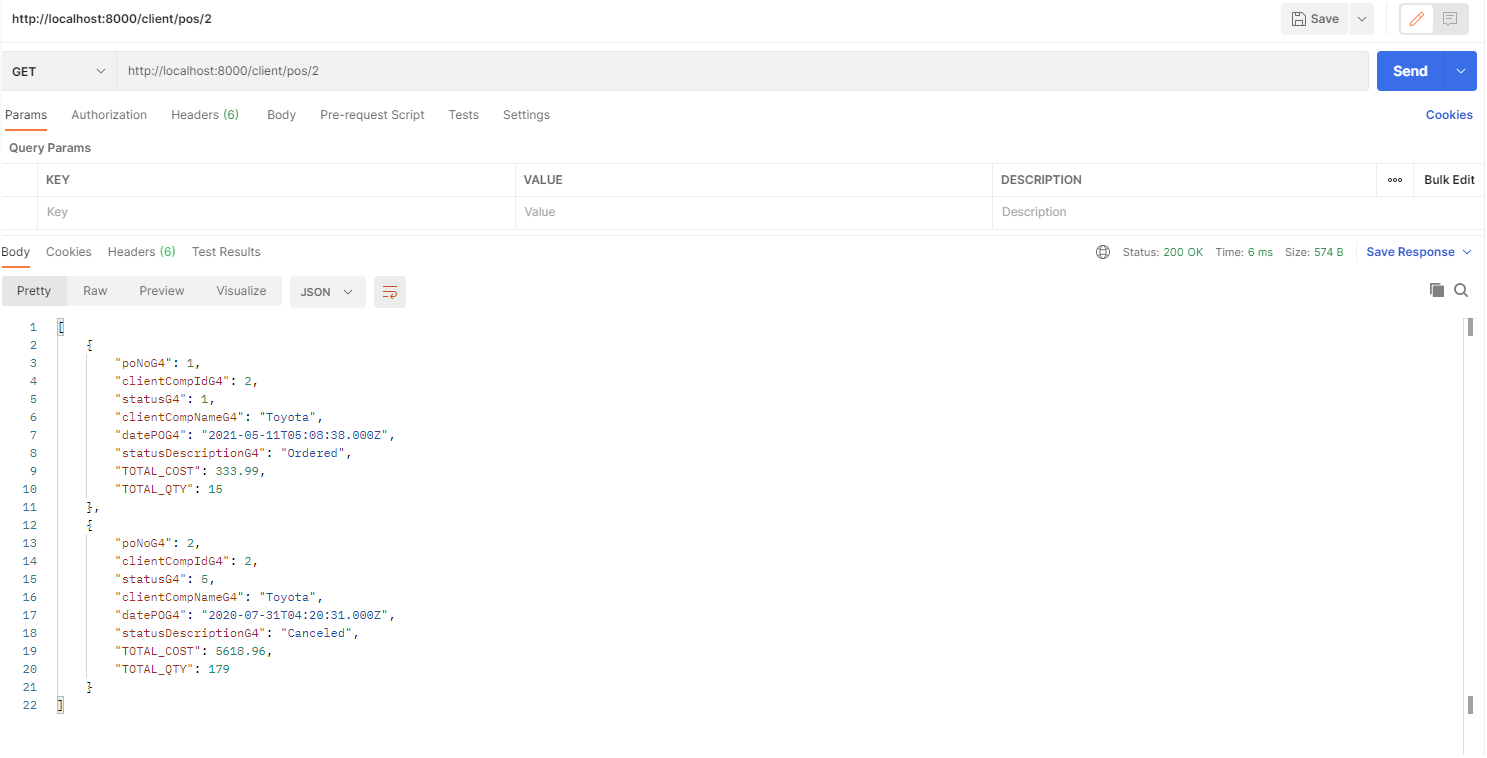 http://localhost:8000/client/pos/2 Save
GET http://localhost:8000/client/pos/2 Send
Params Authorization Headers (6) Body Pre-request Script Tests Settings Cookies
Query Params
KEY VALUE DESCRIPTION Bulk Edit
Key Value Description
Body Cookies Headers (6) Test Results Status: 200 OK Time: 6 ms Size: 574 B Save Response
Pretty Raw Preview Visualize JSON
1 [
2 {
3 "poNoG4": 1,
4 "clientCompIdG4": 2,
5 "statusG4": 1,
6 "clientCompNameG4": "Toyota",
7 "datePOG4": "2021-05-11T05:08:38.000Z",
8 "statusDescriptionG4": "Ordered",
9 "TOTAL_COST": 333.99,
10 "TOTAL_QTY": 15
11 },
12 {
13 "poNoG4": 2,
14 "clientCompIdG4": 2,
15 "statusG4": 5,
16 "clientCompNameG4": "Toyota",
17 "datePOG4": "2020-07-31T04:20:31.000Z",
18 "statusDescriptionG4": "Canceled",
19 "TOTAL_COST": 5618.96,
20 "TOTAL_QTY": 179
21 }
22 ]